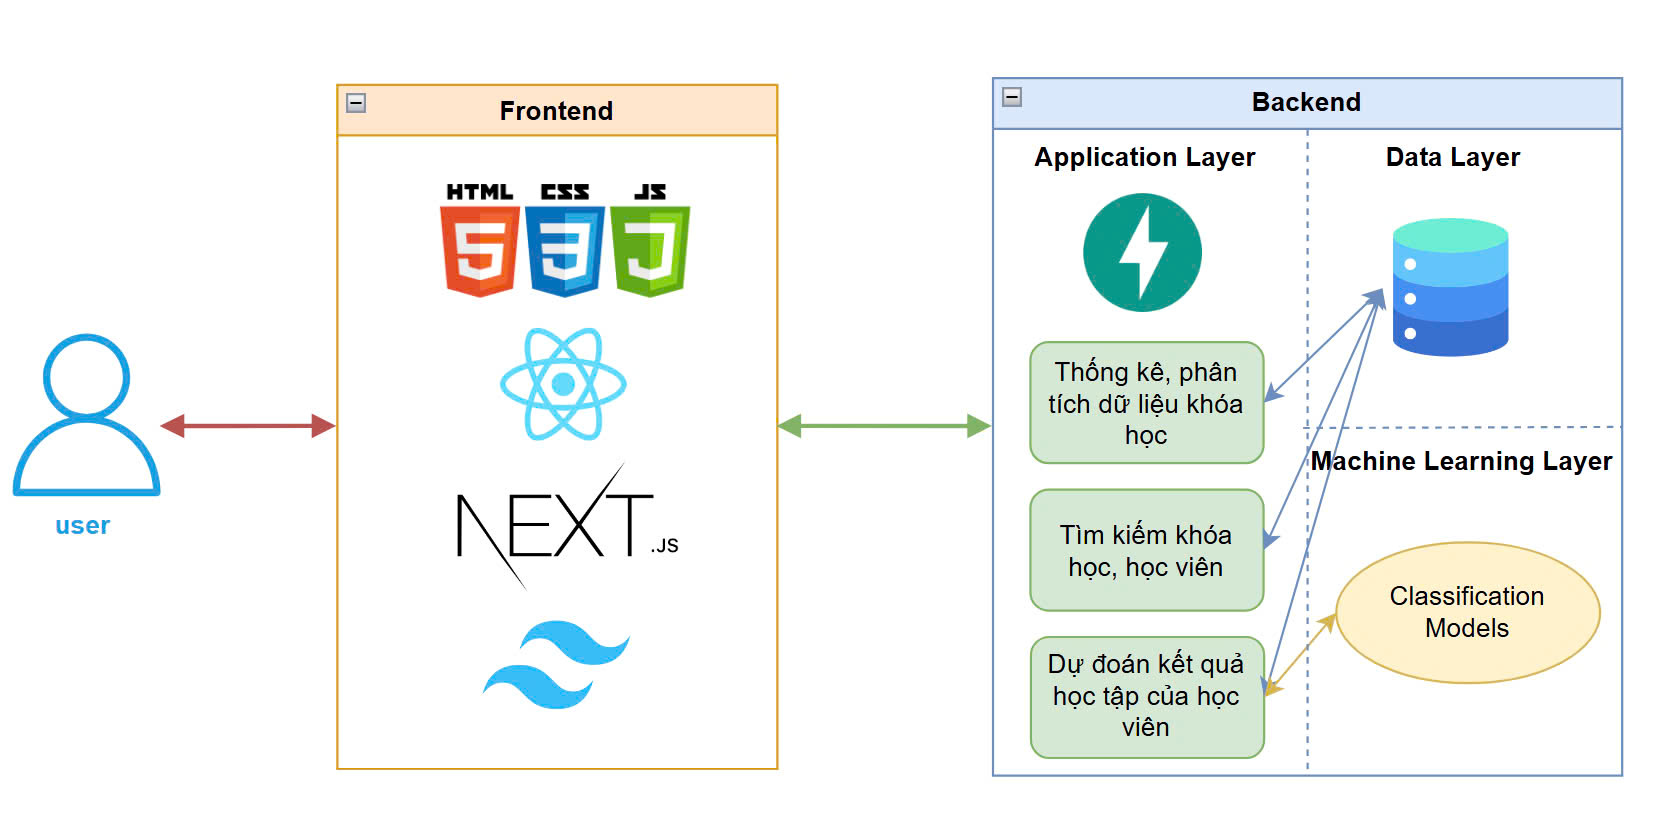 user
Frontend
HTML CSS JS
5 3 J
NEXT
.JS
Backend
Application Layer
Thống kê, phân
tích dữ liệu khóa
học
Tìm kiếm khóa
học, học viên
Dự đoán kết quả
học tập của học
viên
Data Layer
Machine Learning Layer
Classification
Models